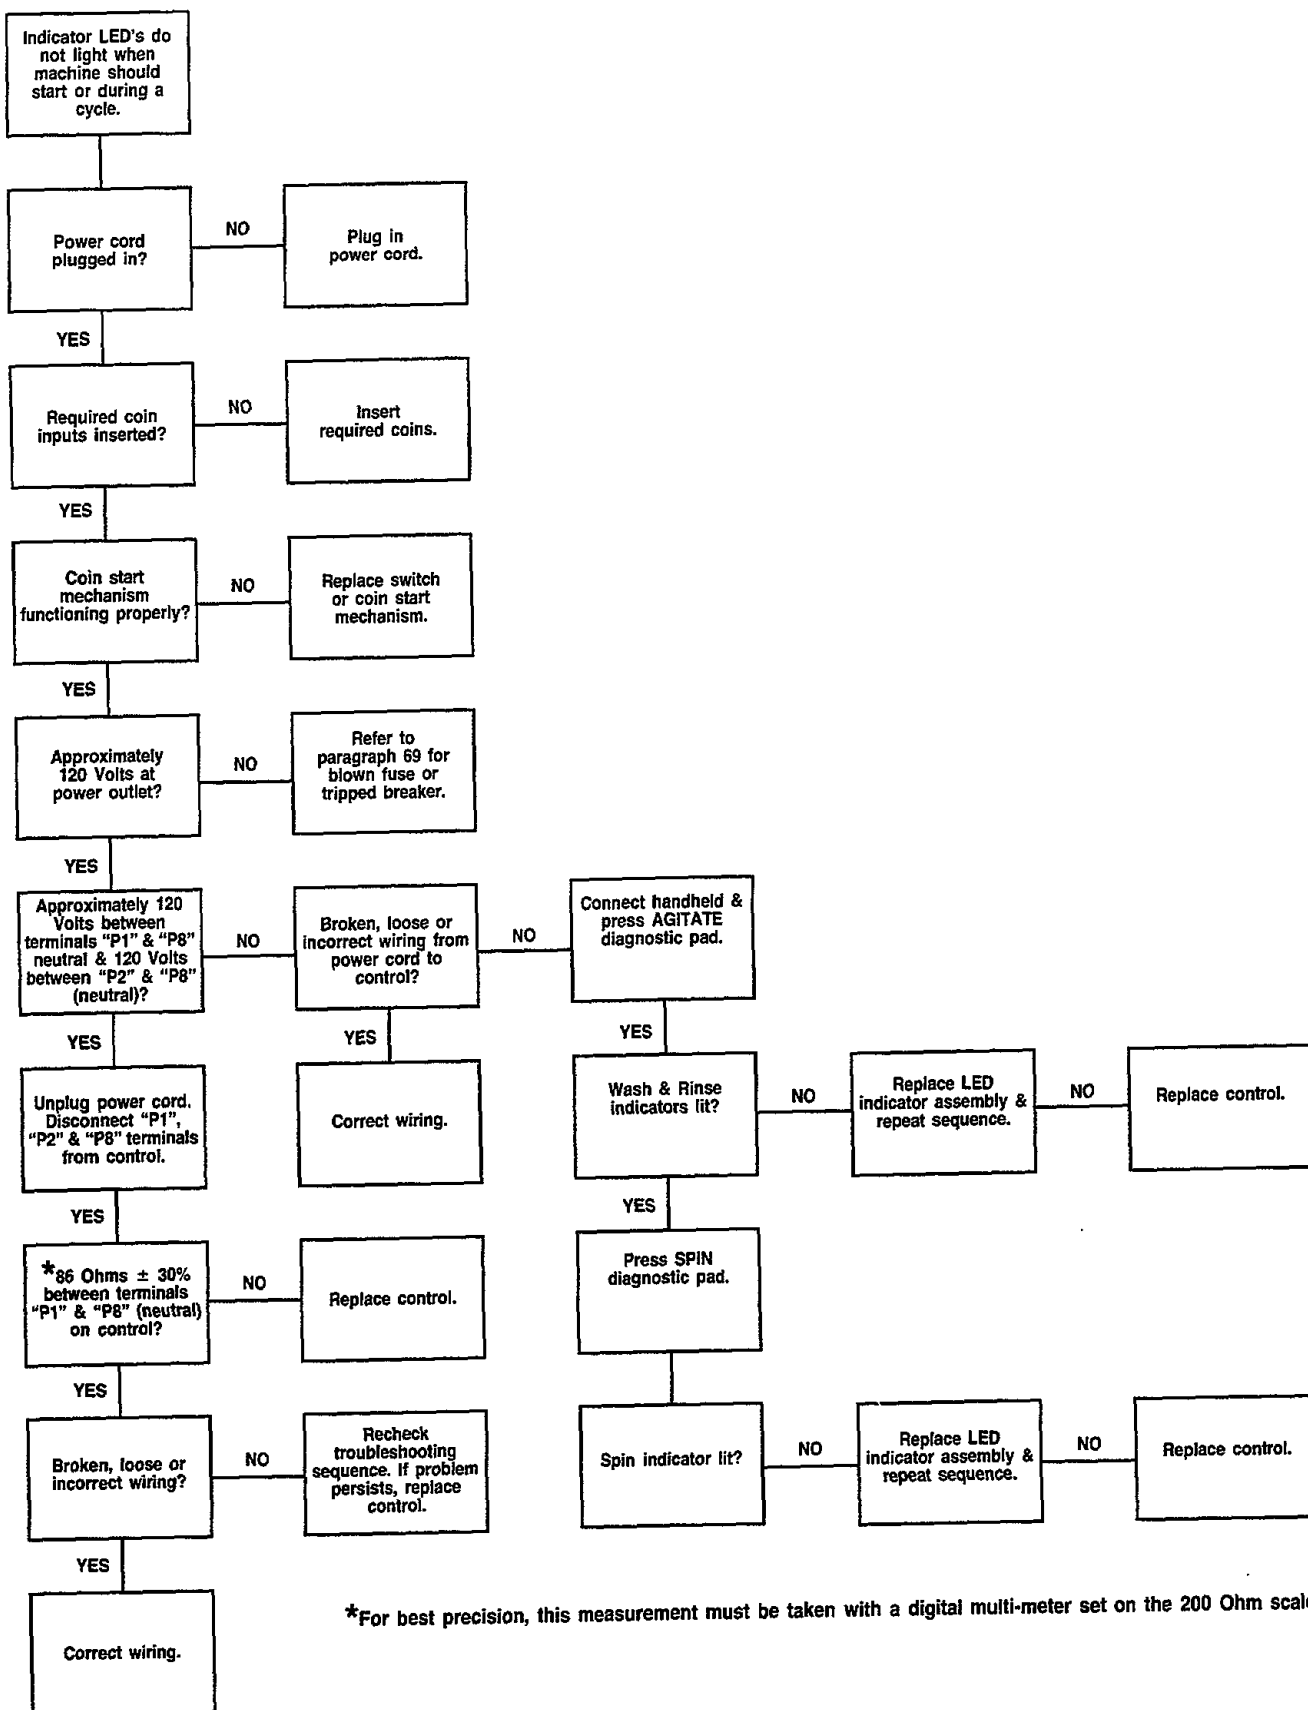 Indicator LED's do
not light when
machine should
start or during a
cycle.
Power cord
plugged in?
NO
Plug in
power cord.
YES
Required coin
inputs inserted?
NO
Insert
required coins.
YES
Coin start
mechanism
functioning properly?
NO
Replace switch
or coin start
mechanism.
YES
Approximately
120 Volts at
power outlet?
NO
Refer to
paragraph 69 for
blown fuse or
tripped breaker.
YES
Approximately 120
Volts between
terminals "P1" & "P8"
neutral & 120 Volts
between "P2" & "P8"
(neutral)?
NO
Broken, loose or
incorrect wiring from
power cord to
control?
NO
Connect handheld &
press AGITATE
diagnostic pad.
YES
YES
YES
Unplug power cord.
Disconnect "P1",
"P2" & "P8" terminals
from control.
Correct wiring.
Wash & Rinse
indicators lit?
NO
Replace LED
indicator assembly &
repeat sequence.
NO
Replace control.
YES
YES
*86 Ohms ± 30%
between terminals
"P1" & "P8" (neutral)
on control?
NO
Replace control.
Press SPIN
diagnostic pad.
YES
Broken, loose or
incorrect wiring?
NO
Recheck
troubleshooting
sequence. If problem
persists, replace
control.
Spin indicator lit?
NO
Replace LED
indicator assembly &
repeat sequence.
NO
Replace control.
YES
Correct wiring.
*For best precision, this measurement must be taken with a digital multi-meter set on the 200 Ohm scale